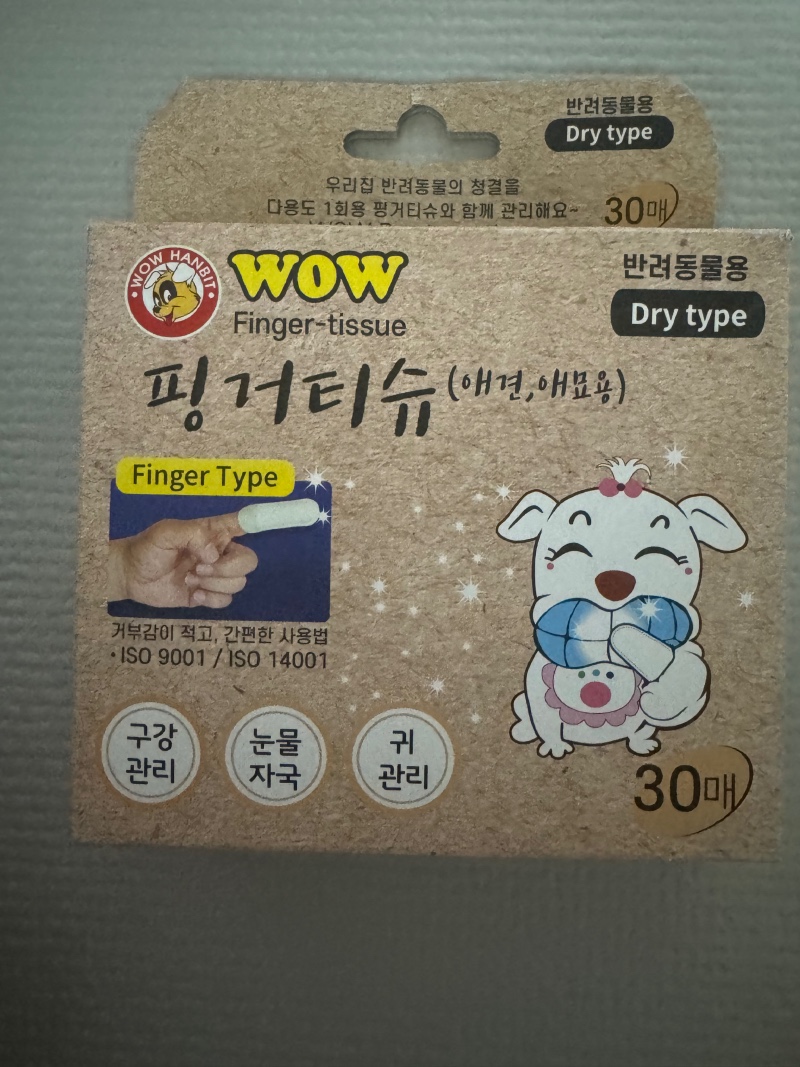 반려동물용
Dry type
우리집 반려동물의 청결을
다용도 1회용 핑거티슈와 함께 관리해요~
30매
WOW HANBIT
WOW
Finger-tissue
반려동물용
Dry type
핑거티슈 (애견,애묘용)
Finger Type
거부감이 적고, 간편한 사용법
• ISO 9001 / ISO 14001
구강
관리
눈물
자국
귀
관리
30매